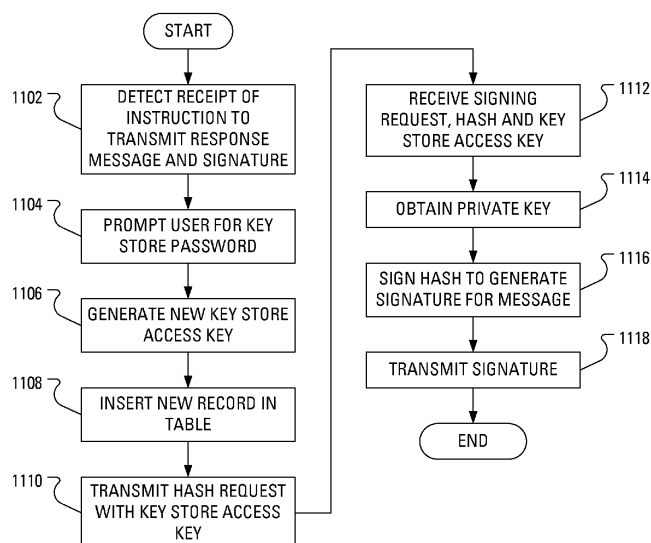 START
1102
DETECT RECEIPT OF
INSTRUCTION TO
TRANSMIT RESPONSE
MESSAGE AND SIGNATURE
1104
PROMPT USER FOR KEY
STORE PASSWORD
1106
GENERATE NEW KEY STORE
ACCESS KEY
1108
INSERT NEW RECORD IN
TABLE
1110
TRANSMIT HASH REQUEST
WITH KEY STORE ACCESS
KEY
1112
RECEIVE SIGNING
REQUEST, HASH AND KEY
STORE ACCESS KEY
1114
OBTAIN PRIVATE KEY
1116
SIGN HASH TO GENERATE
SIGNATURE FOR MESSAGE
1118
TRANSMIT SIGNATURE
END